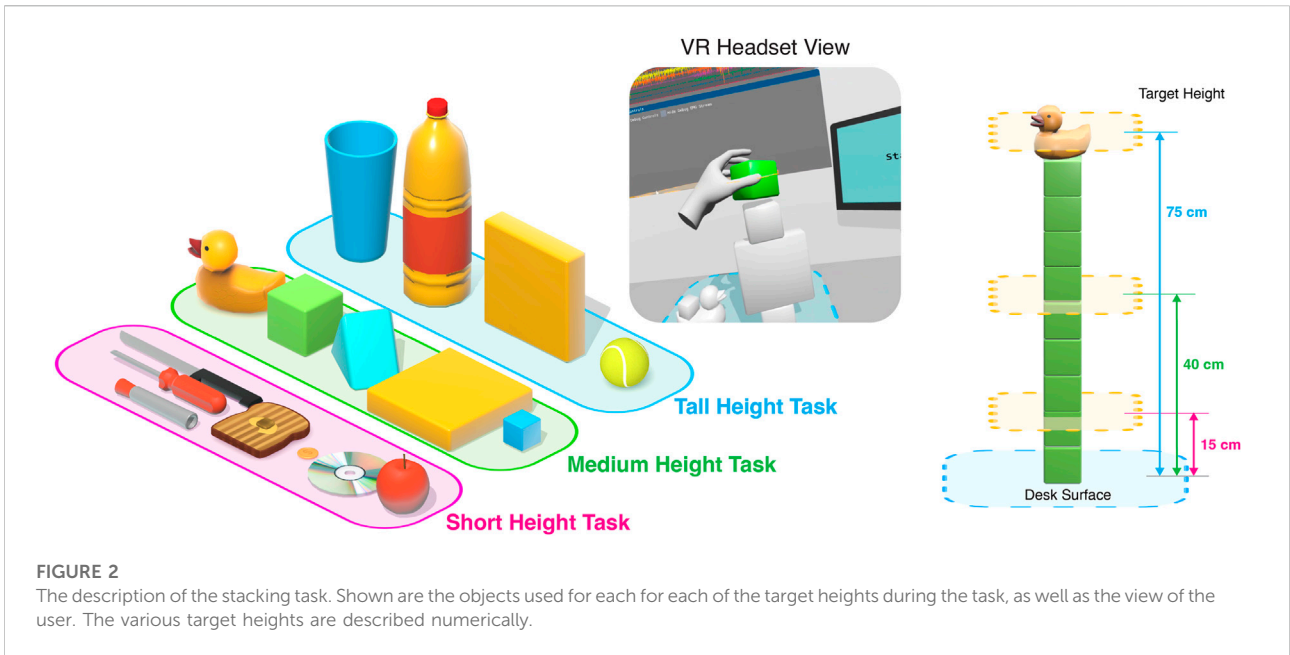 VR Headset View
Target Height
75 cm
40 cm
15 cm
Desk Surface
Tall Height Task
Medium Height Task
Short Height Task
FIGURE 2
The description of the stacking task. Shown are the objects used for each for each of the target heights during the task, as well as the view of the
user. The various target heights are described numerically.